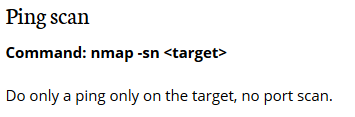 Ping scan
Command: nmap -sn <target>
Do only a ping only on the target, no port scan.